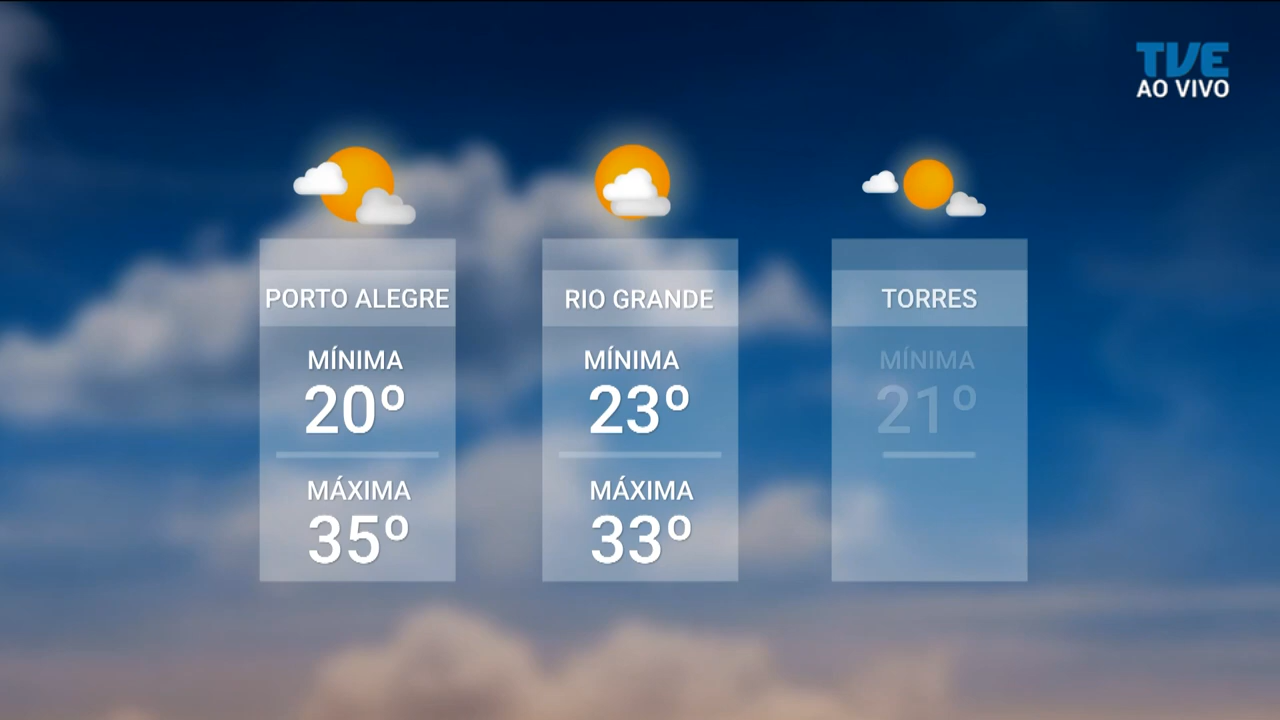 TVE
AO VIVO
PORTO ALEGRE
MÍNIMA
20º
MÁXIMA
35º
RIO GRANDE
MÍNIMA
23º
MÁXIMA
33º
TORRES
MÍNIMA
21º